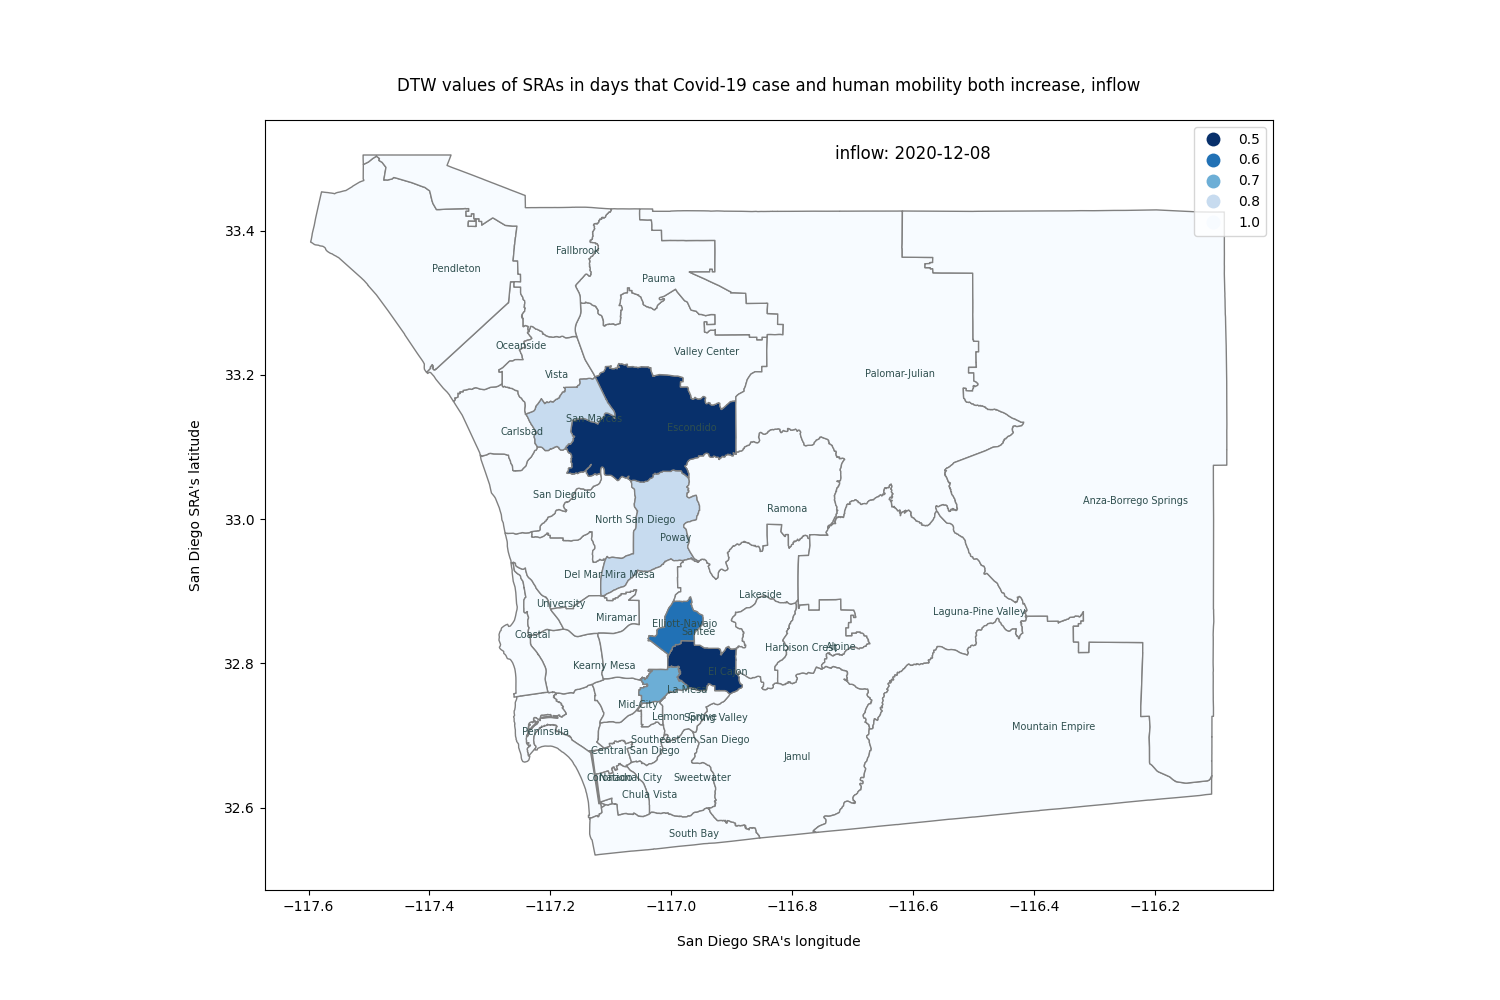 DTW values of SRAs in days that Covid-19 case and human mobility both increase, inflow
inflow: 2020-12-08
0.5
0.6
0.7
0.8
1.0
33.4
33.2
33.0
32.8
32.6
San Diego SRA's latitude
Fallbrook
Pendleton
Pauma
Oceanside
Valley Center
Vista
Palomar-Julian
San Marcos
Escondido
Carlsbad
San Dieguito
Anza-Borrego Springs
Ramona
North San Diego
Poway
Del Mar-Mira Mesa
Lakeside
University
Laguna-Pine Valley
Miramar
Elliott-Navajo
Santee
Coastal
Harbison Crest
Alpine
Kearny Mesa
El Cajon
La Mesa
Mid-City
Lemon Grove
Spring Valley
Mountain Empire
Peninsula
Southeastern San Diego
Central San Diego
Jamul
Coronado
National City
Sweetwater
Chula Vista
South Bay
−117.6
−117.4
−117.2
−117.0
−116.8
−116.6
−116.4
−116.2
San Diego SRA's longitude